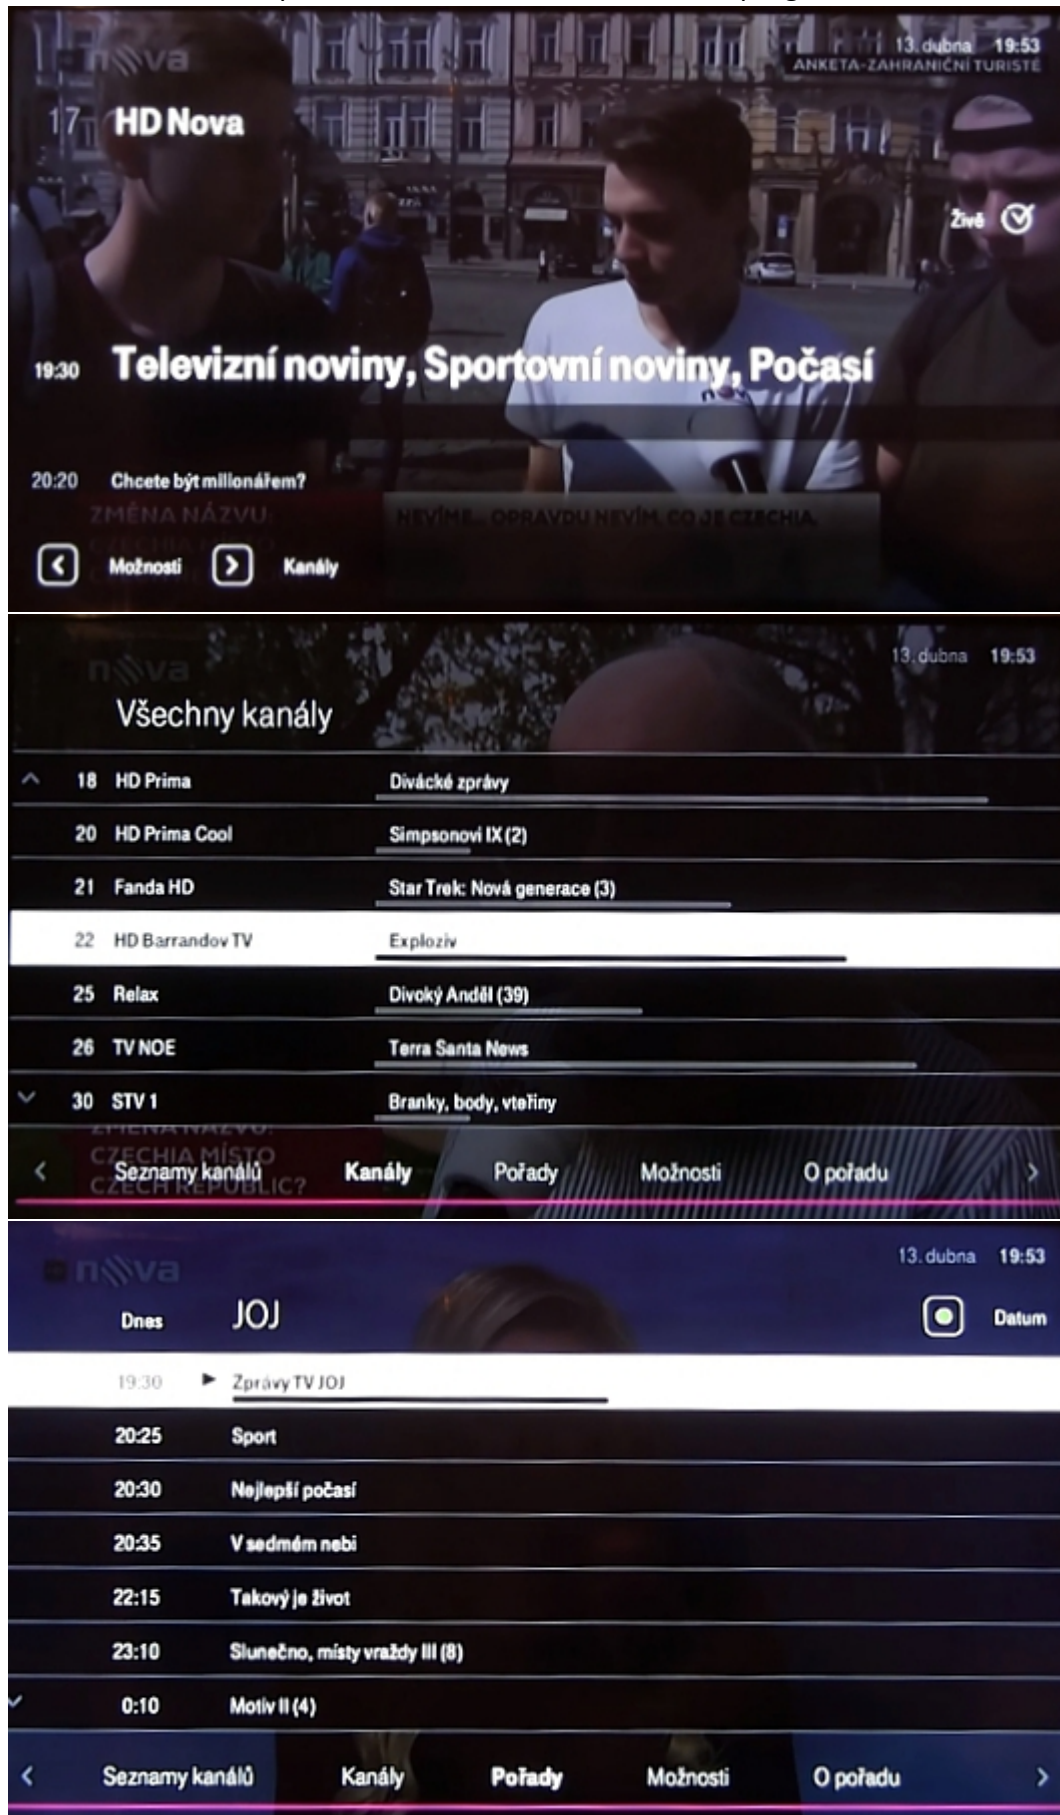 nova
13. dubna 19:53
ANKETA-ZAHRANIČNÍ TURISTÉ
17 HD Nova
Živě
19:30 Televizní noviny, Sportovní noviny, Počasí
nova
20:20 Chcete být milionářem?
ZMĚNA NÁZVU:
NEVÍME... OPRAVDU NEVÍM, CO JE CZECHIA.
Možnosti Kanály
nova
13. dubna 19:53
Všechny kanály
18 HD Prima Divácké zprávy
20 HD Prima Cool Simpsonovi IX (2)
21 Fanda HD Star Trek: Nová generace (3)
22 HD Barrandov TV Exploziv
25 Relax Divoký Anděl (39)
26 TV NOE Terra Santa News
30 STV 1 Branky, body, vteřiny
ZMĚNA NÁZVU:
CZECHIA MÍSTO
CZECH REPUBLIC?
Seznamy kanálů Kanály Pořady Možnosti O pořadu
nova
13. dubna 19:53
Dnes JOJ Datum
19:30 Zprávy TV JOJ
20:25 Sport
20:30 Nejlepší počasí
20:35 V sedmém nebi
22:15 Takový je život
23:10 Slunečno, místy vraždy III (8)
0:10 Motiv II (4)
Seznamy kanálů Kanály Pořady Možnosti O pořadu